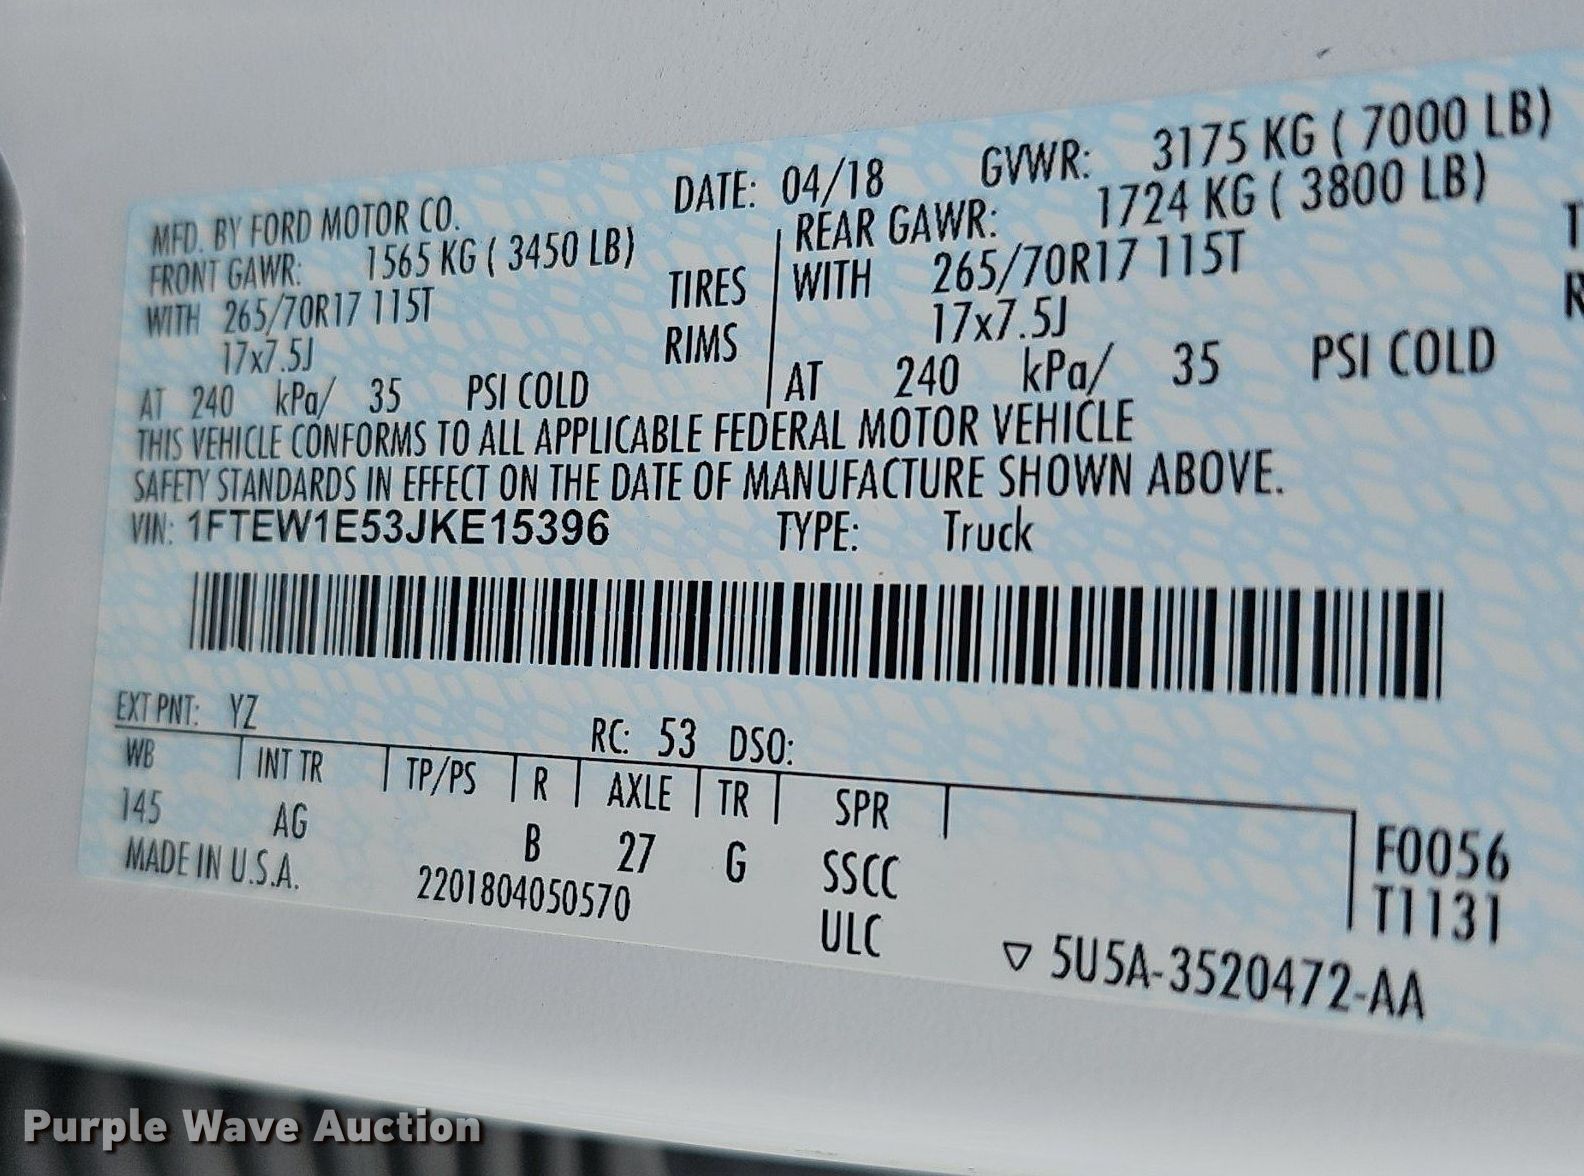 MFD. BY FORD MOTOR CO. DATE: 04/18 GVWR: 3175 KG ( 7000 LB)
FRONT GAWR: 1565 KG ( 3450 LB) REAR GAWR: 1724 KG ( 3800 LB)
WITH 265/70R17 115T TIRES WITH 265/70R17 115T T
17x7.5J RIMS 17x7.5J R
AT 240 kPa/ 35 PSI COLD AT 240 kPa/ 35 PSI COLD
THIS VEHICLE CONFORMS TO ALL APPLICABLE FEDERAL MOTOR VEHICLE
SAFETY STANDARDS IN EFFECT ON THE DATE OF MANUFACTURE SHOWN ABOVE.
VIN: 1FTEW1E53JKE15396 TYPE: Truck
EXT PNT: YZ RC: 53 DSO:
WB INT TR TP/PS R AXLE TR SPR
145 AG B 27 G SSCC F0056
MADE IN U.S.A. 2201804050570 ULC T1131
▽ 5U5A-3520472-AA
Purple Wave Auction